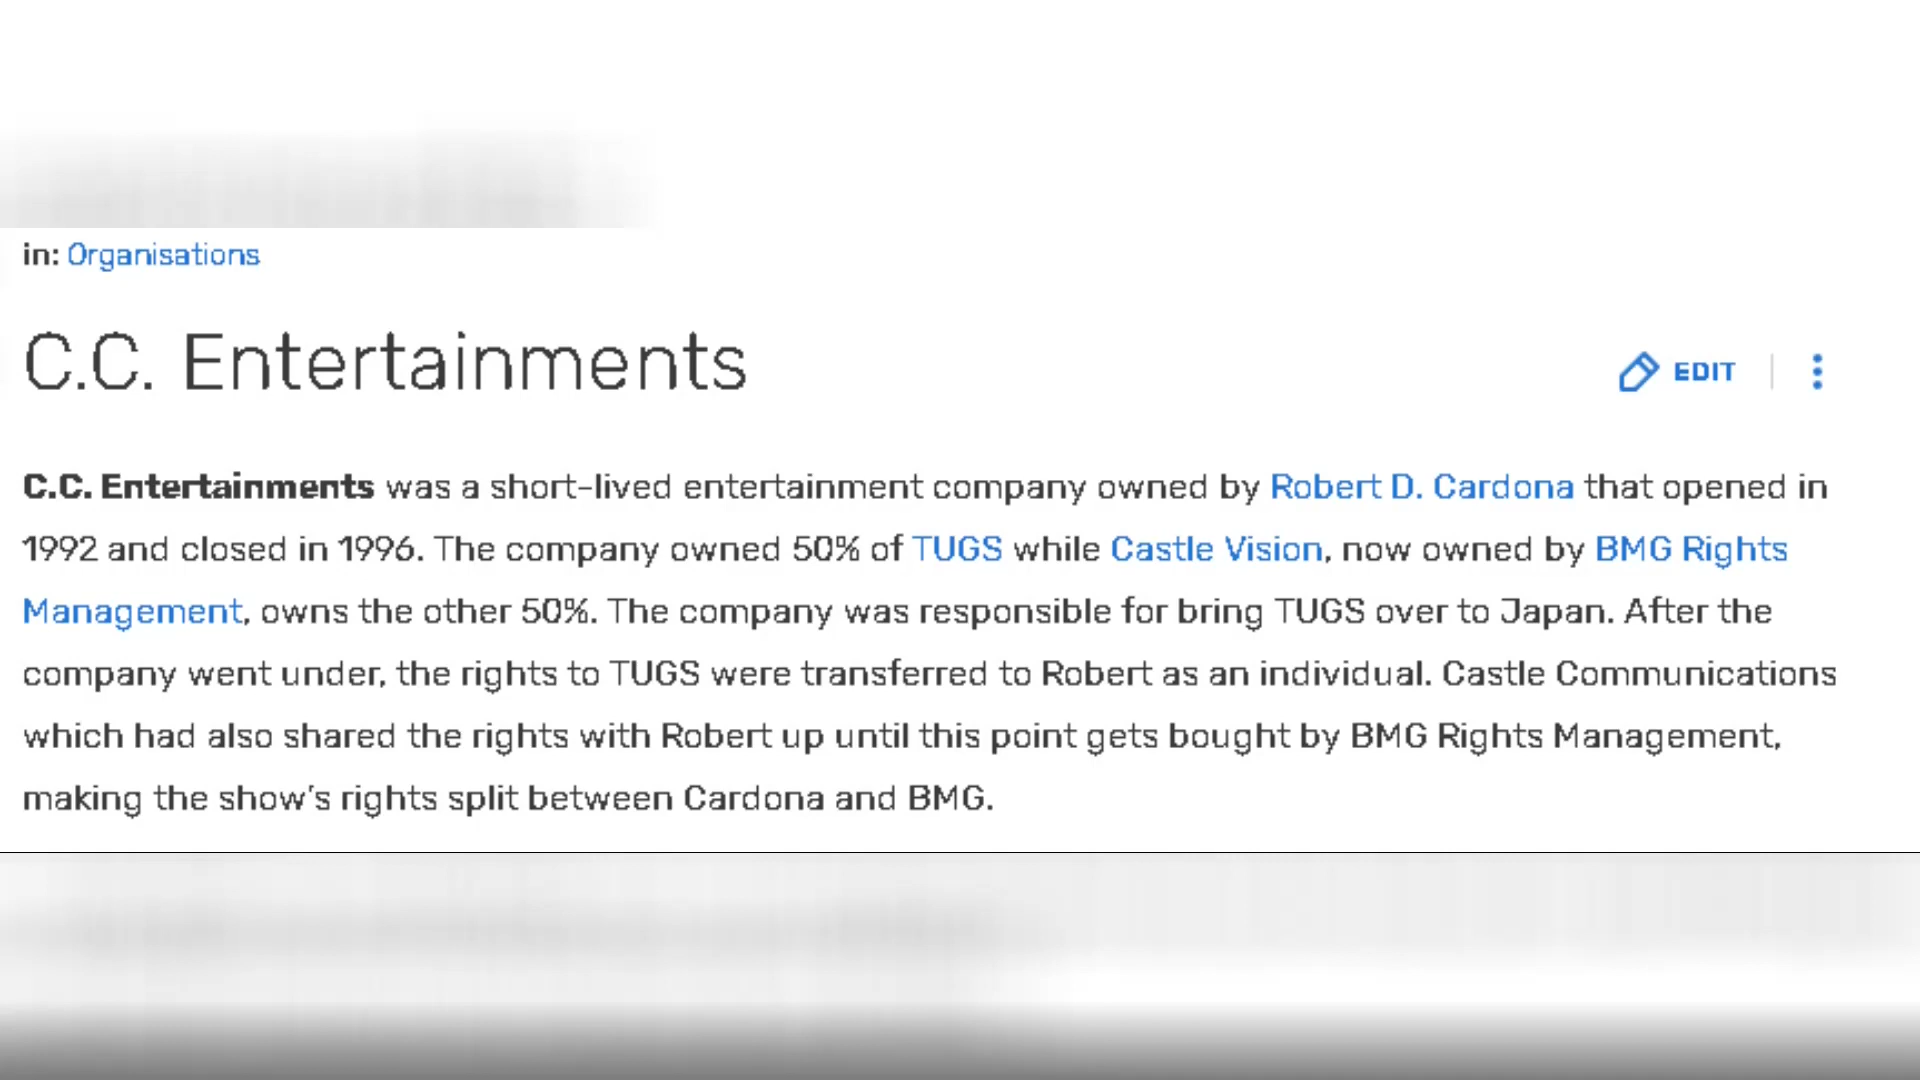 in: Organisations
C.C. Entertainments
EDIT
C.C. Entertainments was a short-lived entertainment company owned by Robert D. Cardona that opened in
1992 and closed in 1996. The company owned 50% of TUGS while Castle Vision, now owned by BMG Rights
Management, owns the other 50%. The company was responsible for bring TUGS over to Japan. After the
company went under, the rights to TUGS were transferred to Robert as an individual. Castle Communications
which had also shared the rights with Robert up until this point gets bought by BMG Rights Management,
making the show's rights split between Cardona and BMG.